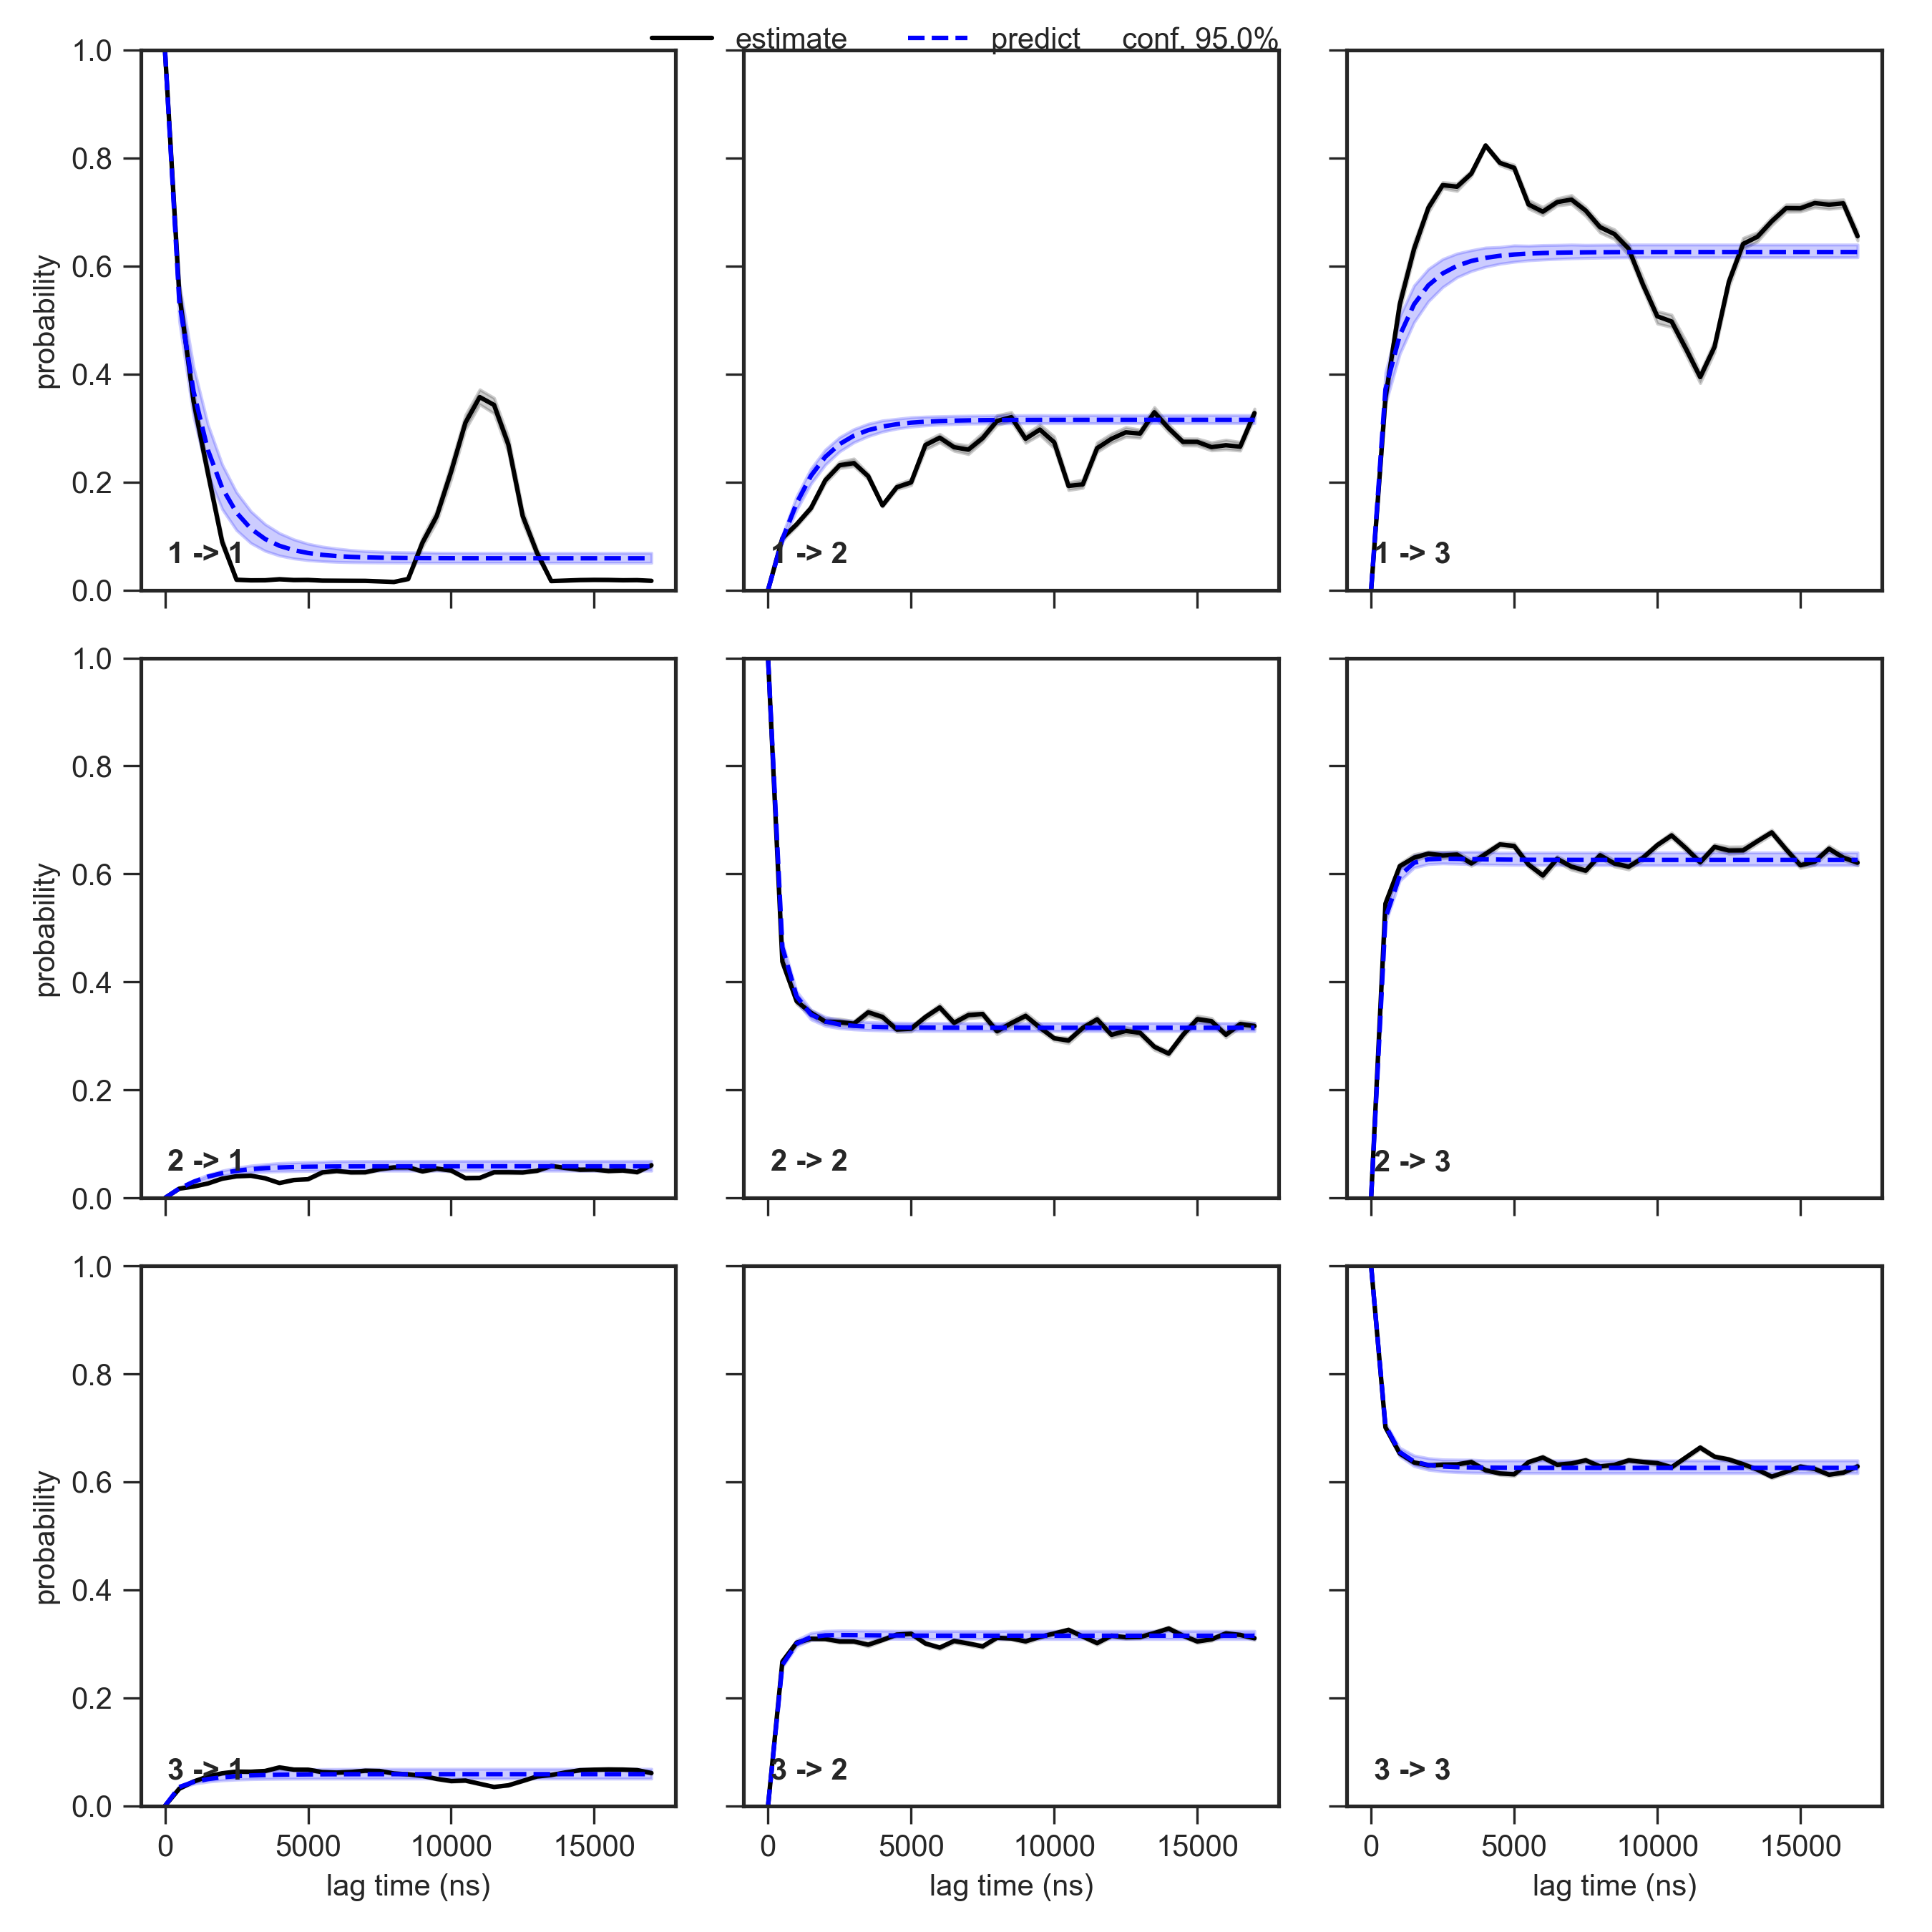 estimate predict conf. 95.0%
1.0
0.8
0.6
0.4
0.2
0.0
probability
1 -> 1
1 -> 2
1 -> 3
1.0
0.8
0.6
0.4
0.2
0.0
probability
2 -> 1
2 -> 2
2 -> 3
1.0
0.8
0.6
0.4
0.2
0.0
probability
3 -> 1
3 -> 2
3 -> 3
0 5000 10000 15000
0 5000 10000 15000
0 5000 10000 15000
lag time (ns)
lag time (ns)
lag time (ns)